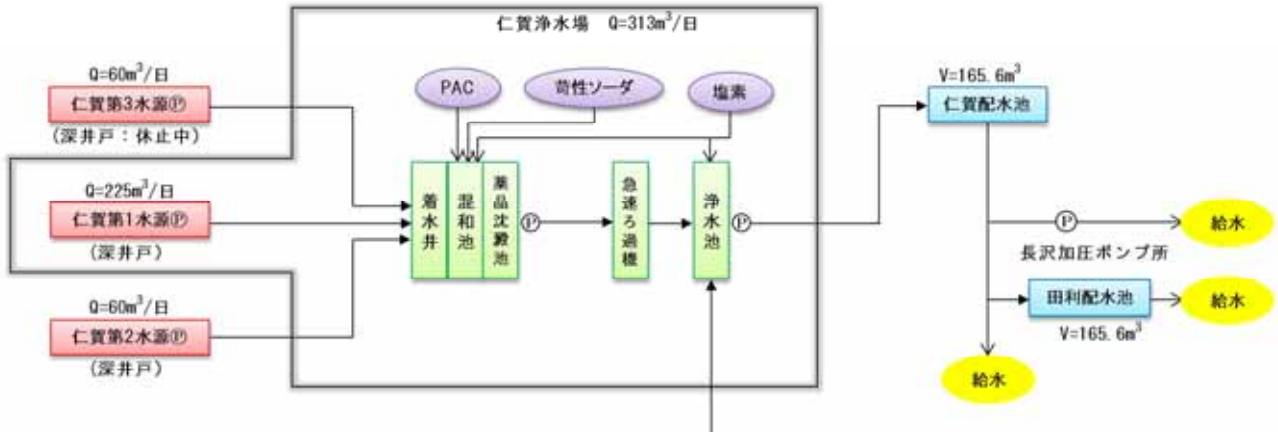 仁賀浄水場 Q=313m³/日
Q=60m³/日
仁賀第3水源Ⓟ
(深井戸：休止中)
Q=225m³/日
仁賀第1水源Ⓟ
(深井戸)
Q=60m³/日
仁賀第2水源Ⓟ
(深井戸)
PAC
苛性ソーダ
塩素
着水井
混和池
薬品沈澱池
Ⓟ
急速ろ過機
浄水池
Ⓟ
V=165.6m³
仁賀配水池
Ⓟ
給水
長沢加圧ポンプ所
田利配水池
給水
V=165.6m³
給水